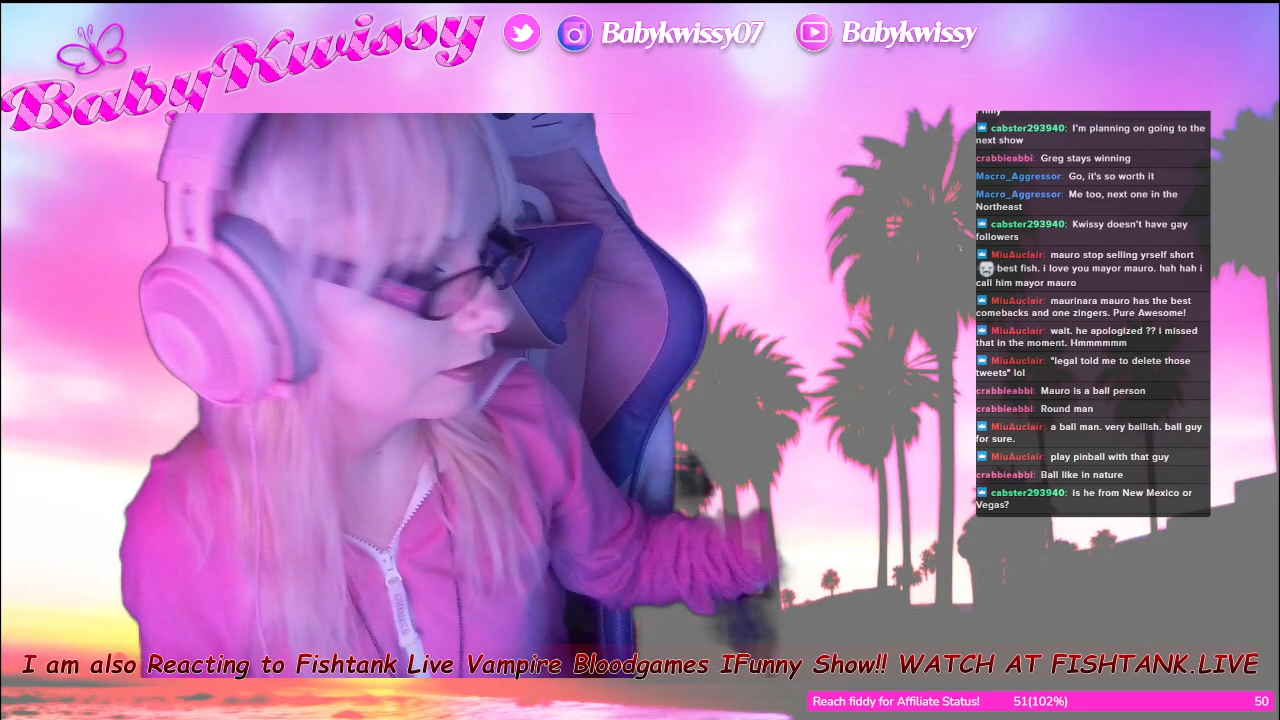 BabyKwissy
Babykwissy07
Babykwissy
cabster293940: I'm planning on going to the
next show
crabbieabbi: Greg stays winning
Macro_Aggressor: Go, it's so worth it
Macro_Aggressor: Me too, next one in the
Northeast
cabster293940: Kwissy doesn't have gay
followers
MiuAuclair: mauro stop selling yrself short
best fish. i love you mayor mauro. hah hah i
call him mayor mauro
MiuAuclair: maurinara mauro has the best
comebacks and one zingers. Pure Awesome!
MiuAuclair: wait. he apologized ?? i missed
that in the moment. Hmmmmmm
MiuAuclair: "legal told me to delete those
tweets" lol
crabbieabbi: Mauro is a ball person
crabbieabbi: Round man
MiuAuclair: a ball man. very ballish. ball guy
for sure.
MiuAuclair: play pinball with that guy
crabbieabbi: Ball like in nature
cabster293940: is he from New Mexico or
Vegas?
I am also Reacting to Fishtank Live Vampire Bloodgames IFunny Show!! WATCH AT FISHTANK.LIVE
Reach fiddy for Affiliate Status! 51(102%) 50